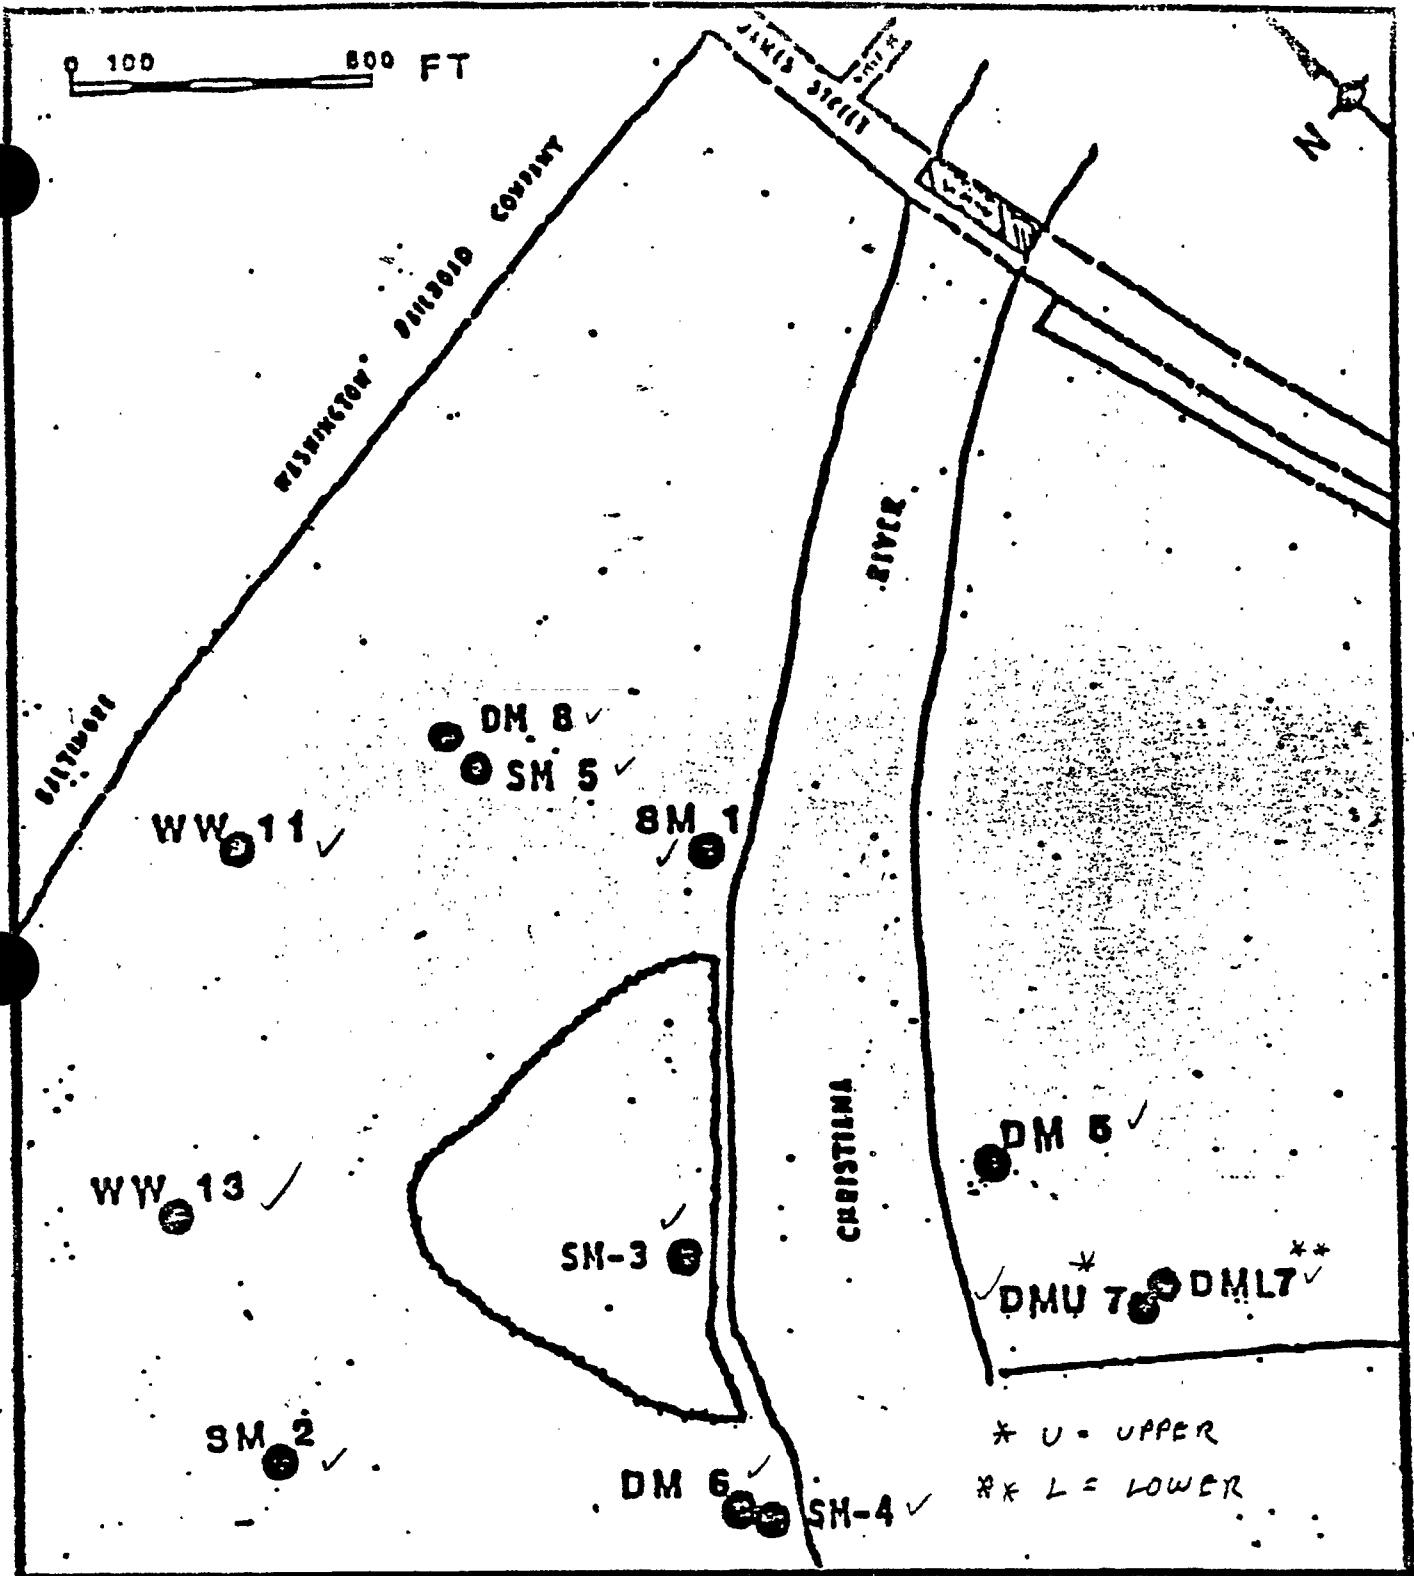 0 100 500 FT
JAMES STREET
N
BALTIMORE WASHINGTON RAILROAD COMPANY
RIVER
DM 8 ✓
SM 5 ✓
WW 11 ✓
SM 1
✓
CHRISTINA
DM 5 ✓
WW 13 ✓
✓
SM-3
* **
✓ DMU 7 DML7 ✓
SM 2 ✓
* U = UPPER
DM 6 ✓
** L = LOWER
SM-4 ✓